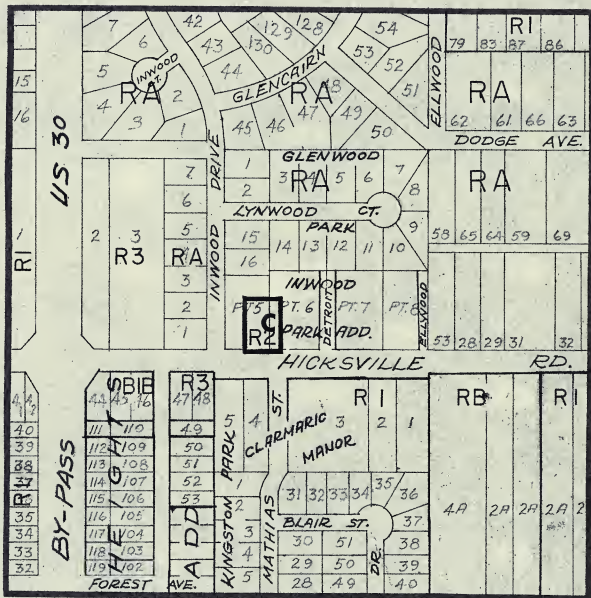 7 42 129 128 54 RI
6 43 130 53 79 83 87 86
5 INWOOD CT. 44 52
15 RA 2 GLENCAIRN RA 48 51 ELLWOOD RA
16 4 3 1 47 49 62 61 66 63
45 46 50 DODGE AVE.
US 30
DRIVE
GLENWOOD
7 1 3 4 5 6 7 RA
6 2 RA 8
LYNWOOD CT.
1 2 3 5 15 PARK 9 58 65 64 59 69
RI R3 RA 14 13 12 11 10
3 INWOOD 16
INWOOD DETROIT ELLWOOD
2 PT.5 PT.6 PT.7 PT.8
1 R2 C PARK ADD. 53 28 29 31 32
HICKSVILLE RD.
BIB R3 RI RB RI
44 45 46 47 48 5 4 ST. 3 2 1
40 111 110 49 CLARMARIC
39 112 109 50 MANOR
38 113 108 51
37 114 107 52 1 31 32 33 34 35 36
36 115 106 53 2 4A 2A 2A 2A 2
35 116 105 BLAIR ST. 37
34 117 104 3 30 51 38
33 118 103 4 29 50 39
32 119 102 5 28 49 40
BY-PASS
HEIGHTS
ADD
KINGSTON PARK
MATHIAS
DR.
FOREST AVE.